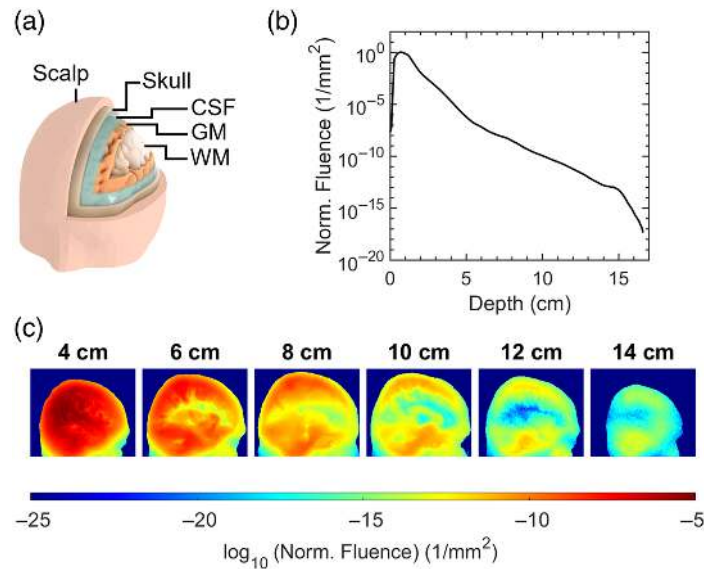 (a)
Scalp
Skull
CSF
GM
WM
(b)
Norm. Fluence (1/mm²)
10⁰
10⁻⁵
10⁻¹⁰
10⁻¹⁵
10⁻²⁰
0 5 10 15
Depth (cm)
(c)
4 cm 6 cm 8 cm 10 cm 12 cm 14 cm
−25 −20 −15 −10 −5
log₁₀ (Norm. Fluence) (1/mm²)